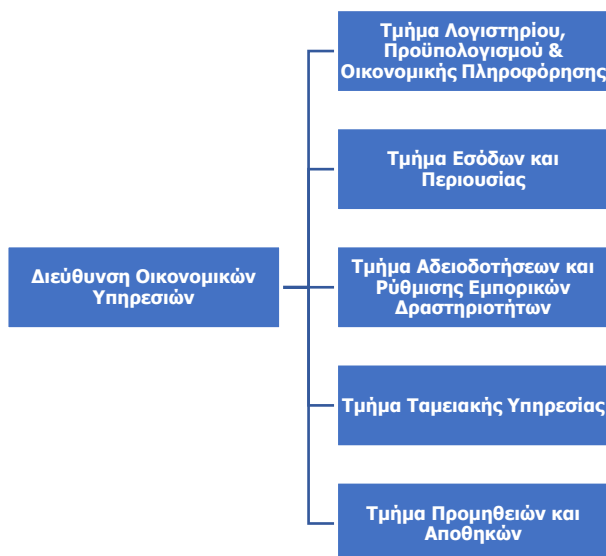 Τμήμα Λογιστηρίου,
Προϋπολογισμού &
Οικονομικής Πληροφόρησης
Τμήμα Εσόδων και
Περιουσίας
Διεύθυνση Οικονομικών
Υπηρεσιών
Τμήμα Αδειοδοτήσεων και
Ρύθμισης Εμπορικών
Δραστηριοτήτων
Τμήμα Ταμειακής Υπηρεσίας
Τμήμα Προμηθειών και
Αποθηκών